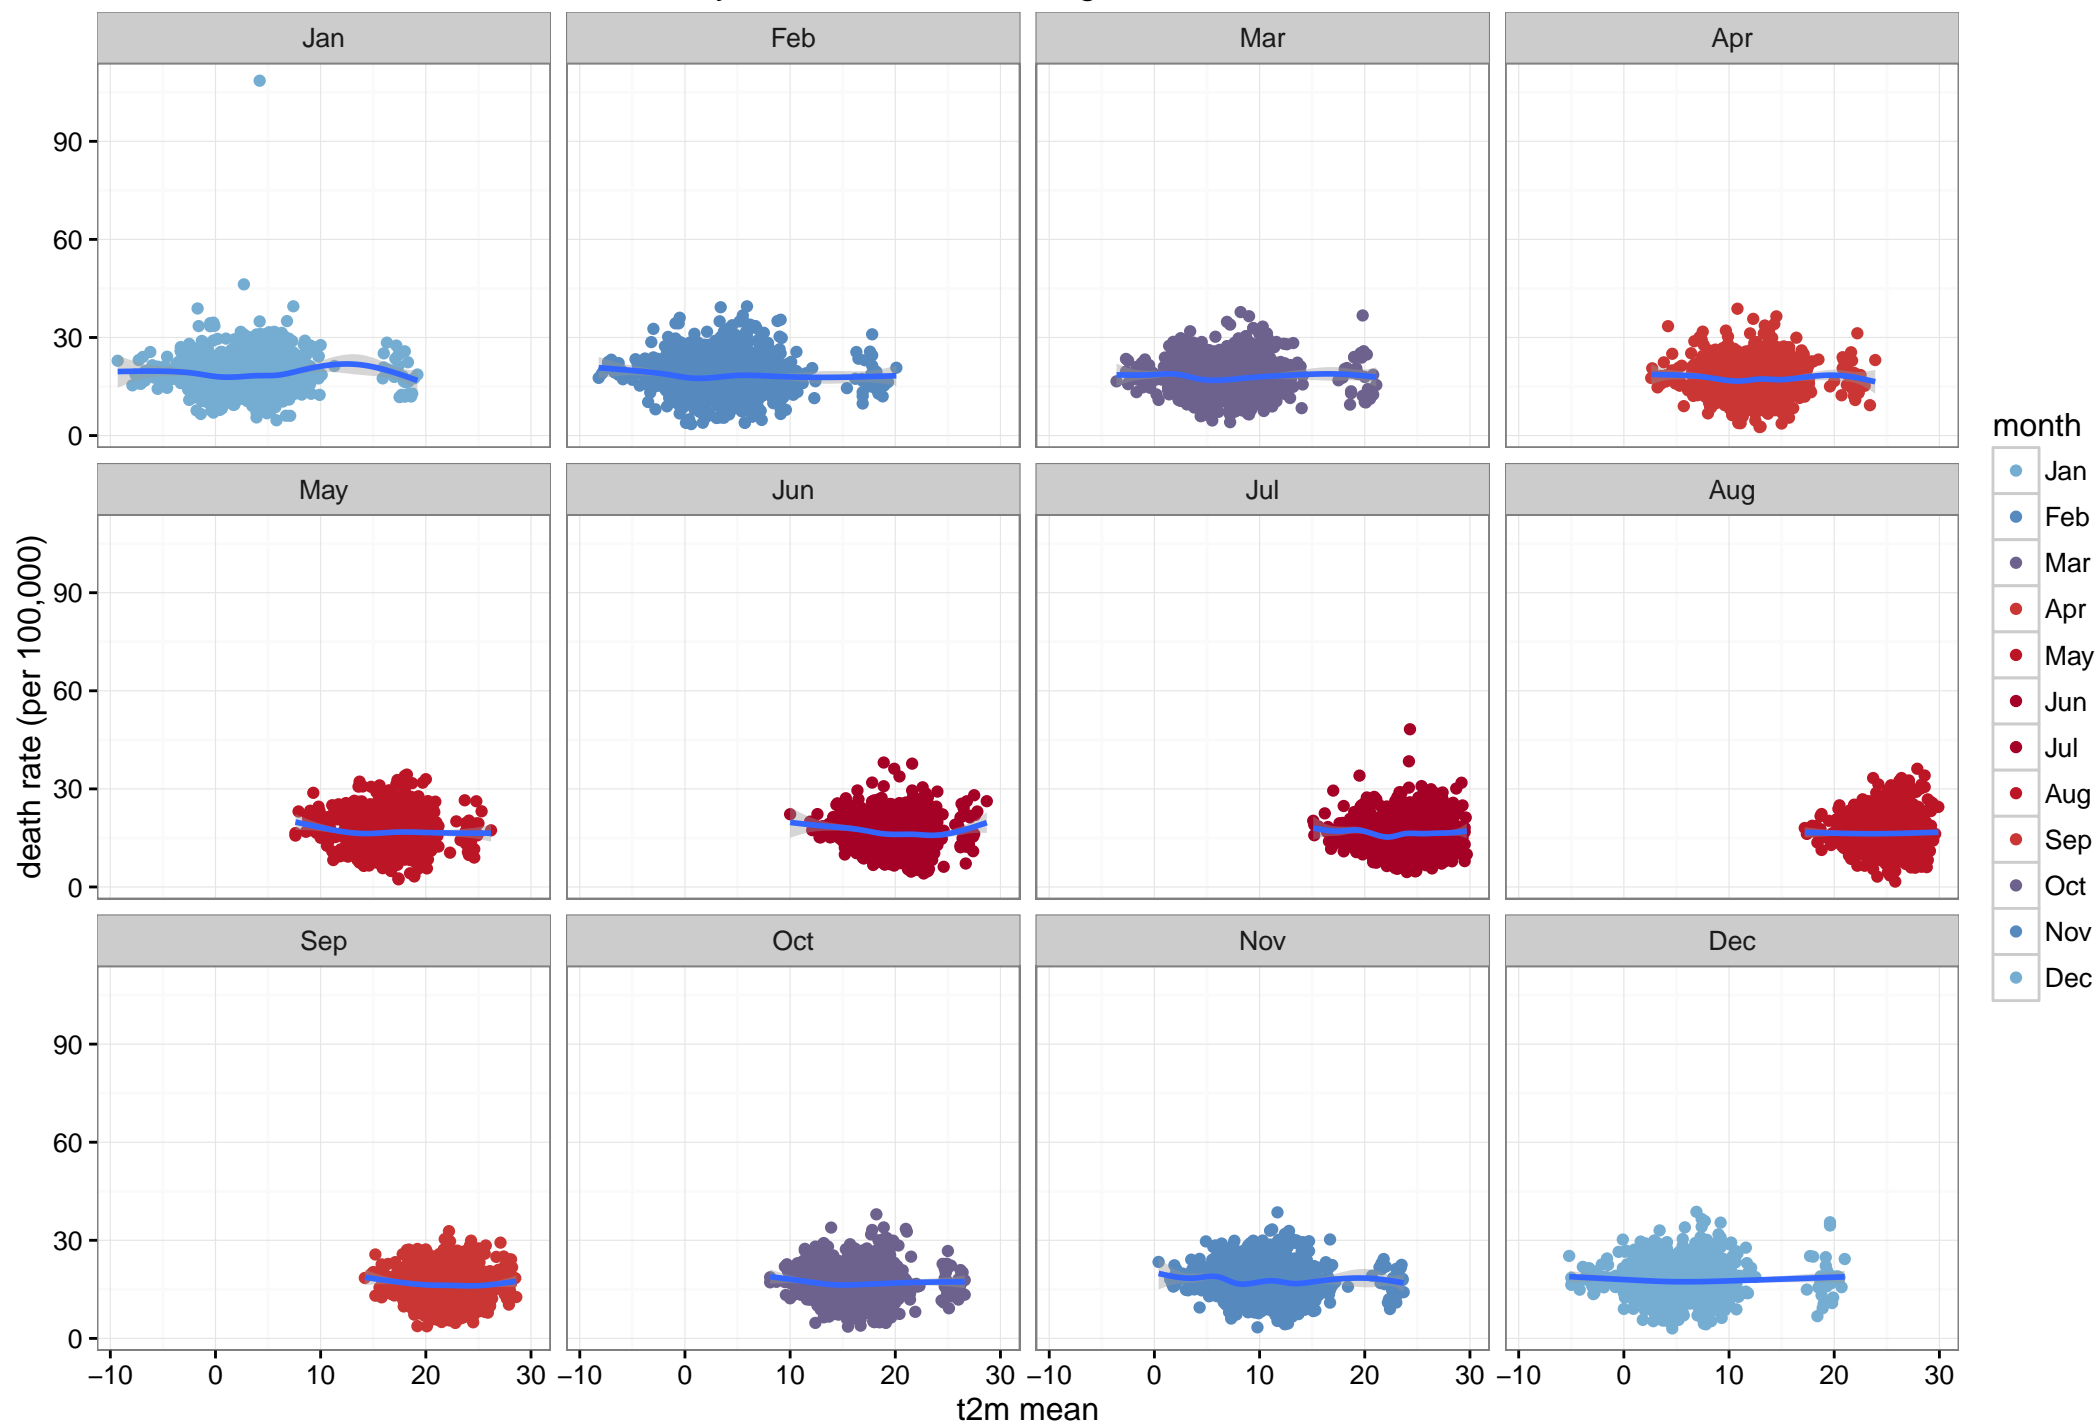 Jan Feb Mar Apr
90
60
30
0
May Jun Jul Aug
90
60
30
0
Sep Oct Nov Dec
90
60
30
0
−10 0 10 20 30 −10 0 10 20 30 −10 0 10 20 30 −10 0 10 20 30
t2m mean
death rate (per 100,000)
month
Jan
Feb
Mar
Apr
May
Jun
Jul
Aug
Sep
Oct
Nov
Dec